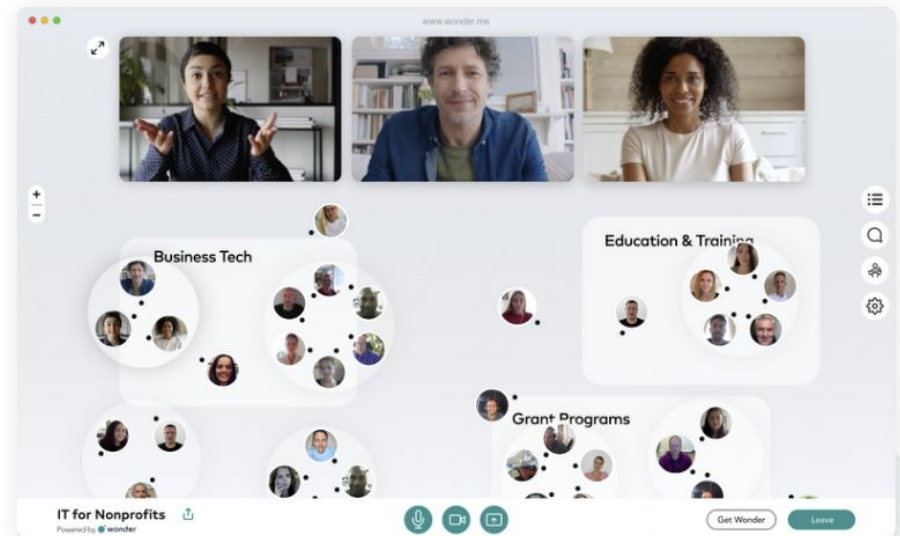 www.wonder.me
Business Tech
Education & Training
Grant Programs
IT for Nonprofits
Powered by wonder
Get Wonder
Leave